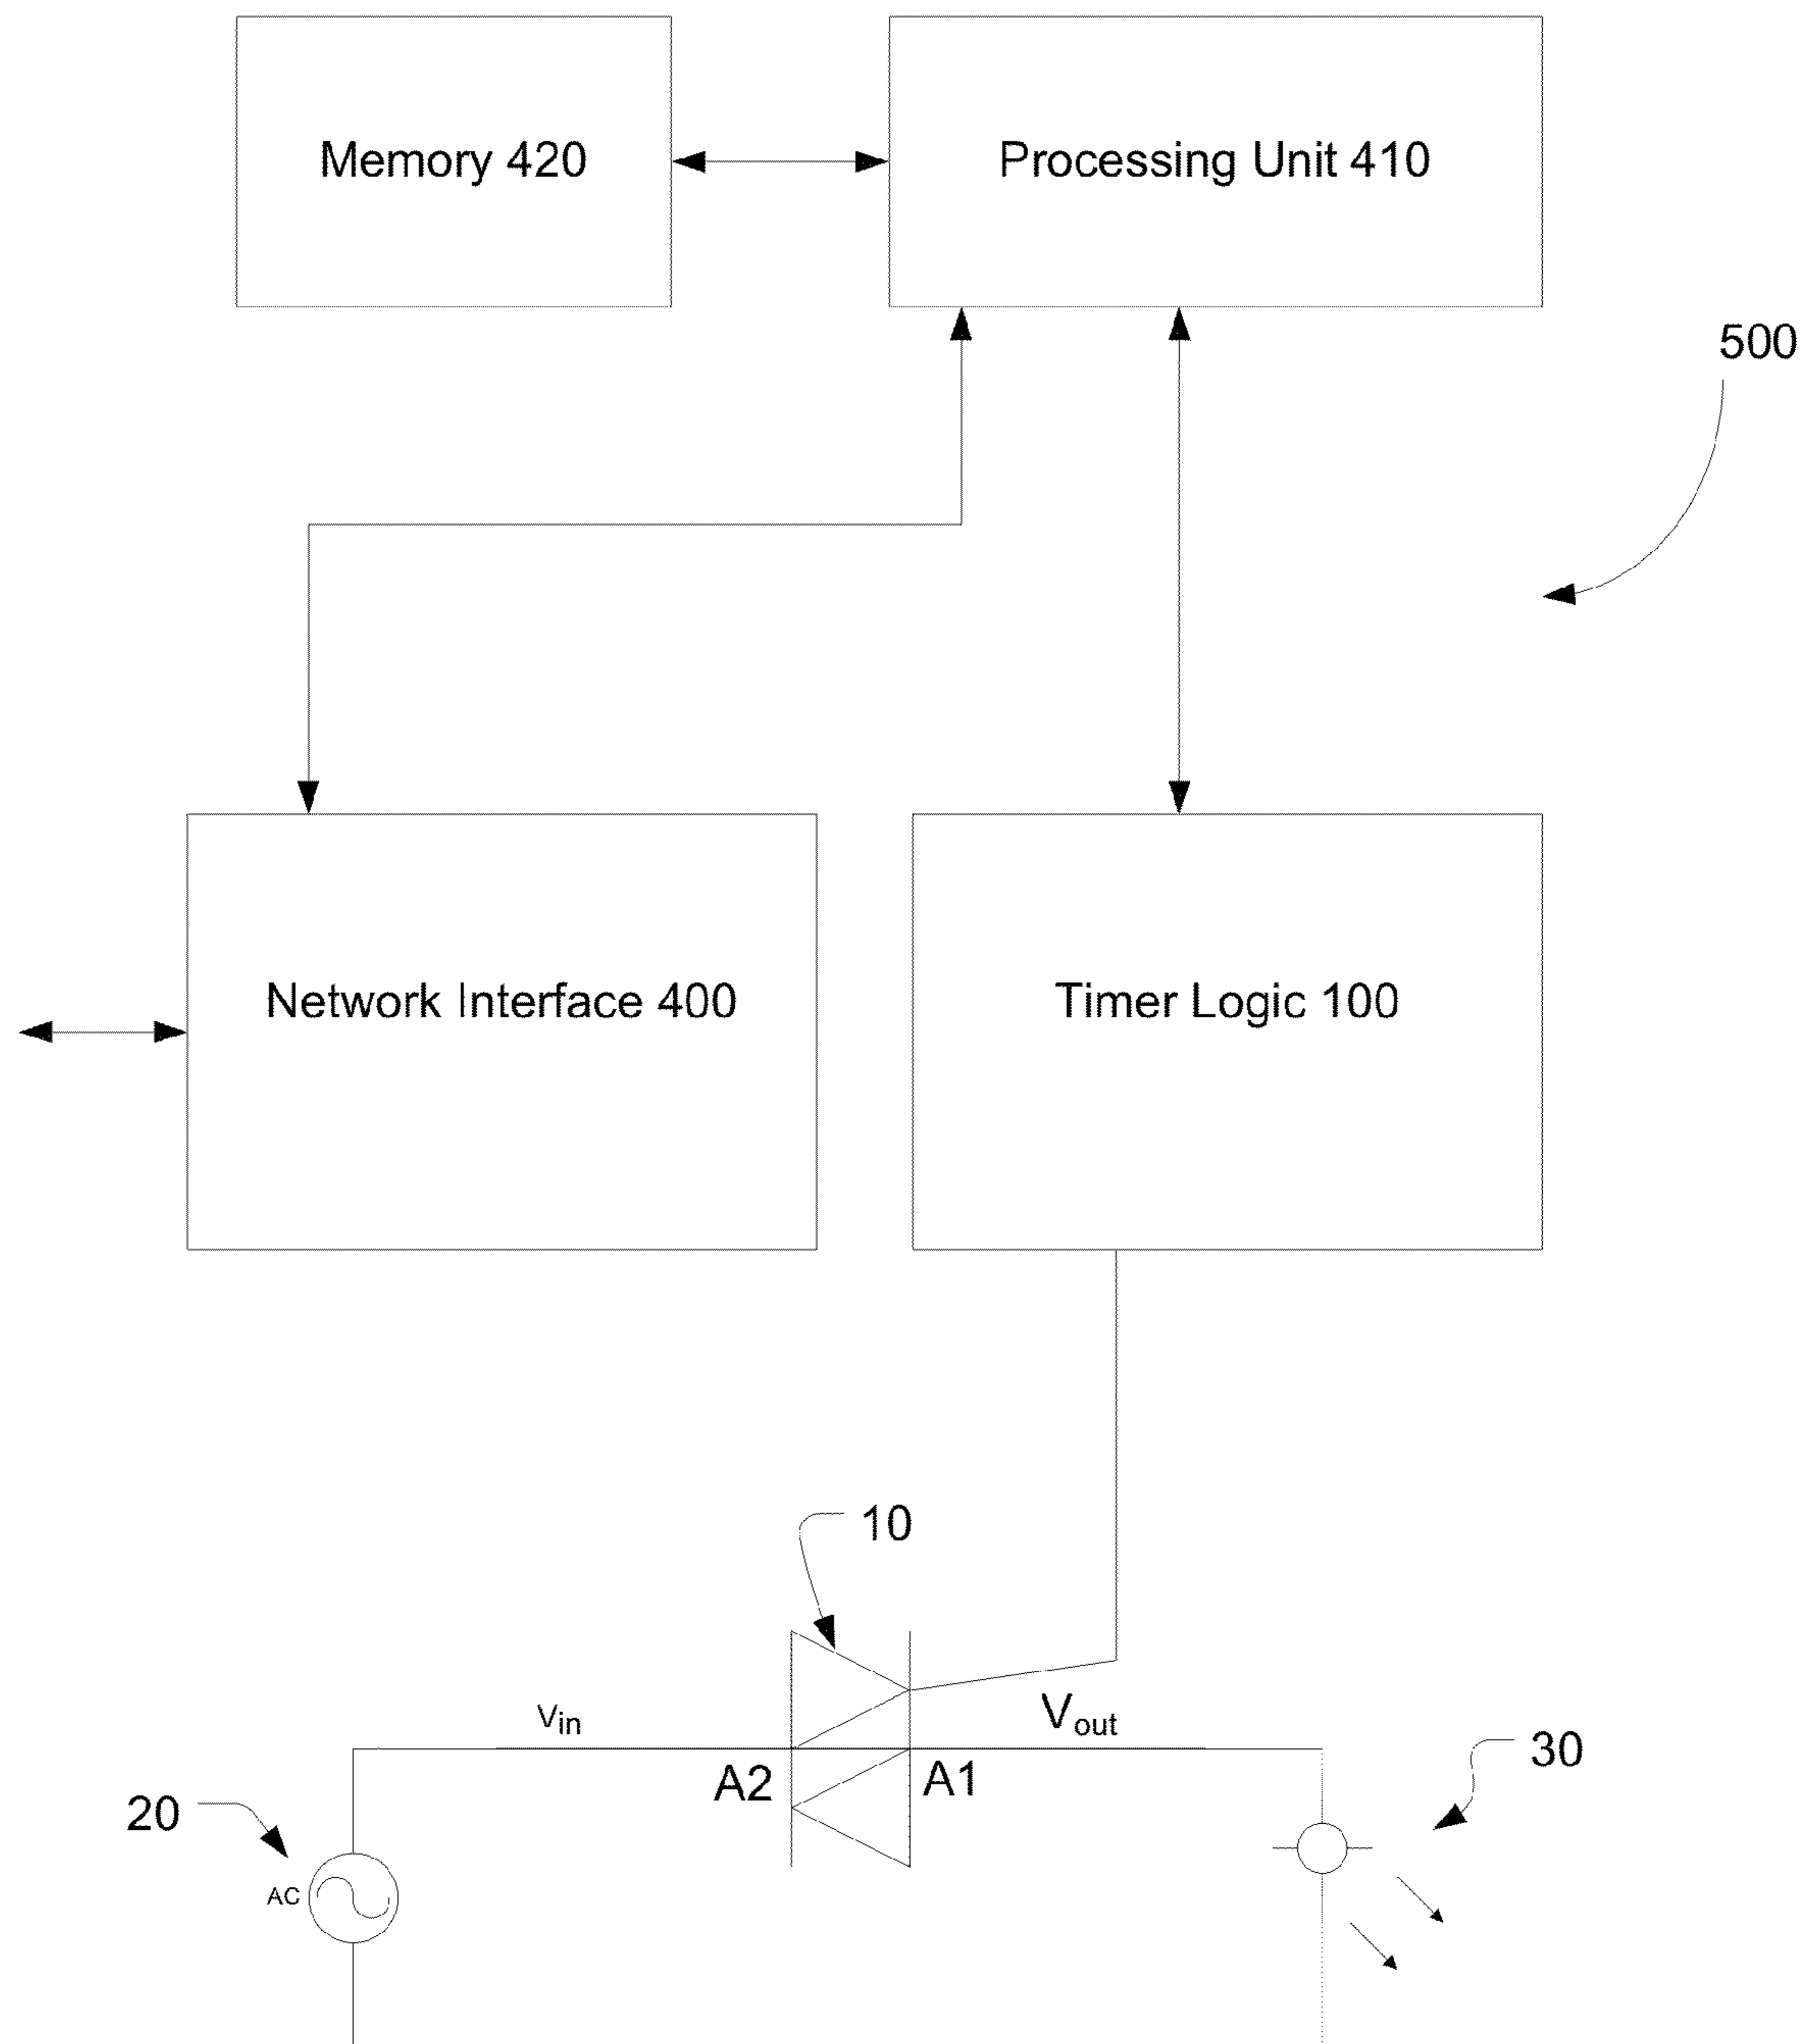 Memory 420
Processing Unit 410
500
Network Interface 400
Timer Logic 100
10
Vin
Vout
A2
A1
30
20
AC